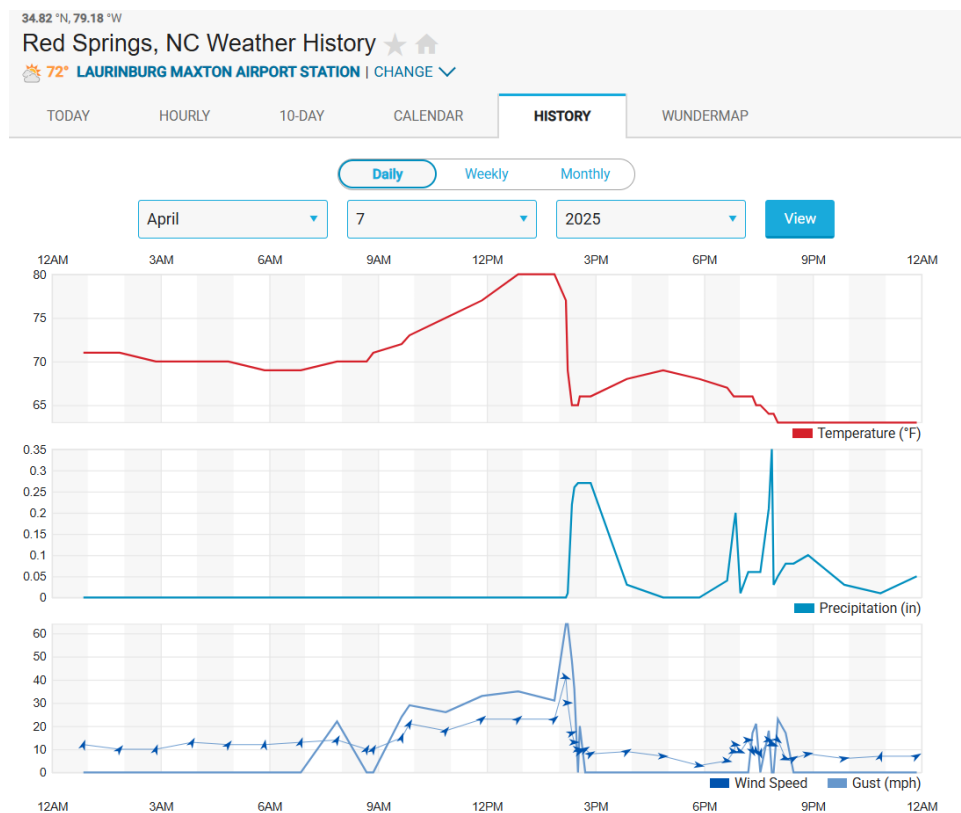 34.82 °N, 79.18 °W
Red Springs, NC Weather History
72° LAURINBURG MAXTON AIRPORT STATION | CHANGE
TODAY HOURLY 10-DAY CALENDAR HISTORY WUNDERMAP
Daily Weekly Monthly
April 7 2025 View
12AM 3AM 6AM 9AM 12PM 3PM 6PM 9PM 12AM
80
75
70
65
Temperature (°F)
0.35
0.3
0.25
0.2
0.15
0.1
0.05
0
Precipitation (in)
60
50
40
30
20
10
0
Wind Speed Gust (mph)
12AM 3AM 6AM 9AM 12PM 3PM 6PM 9PM 12AM